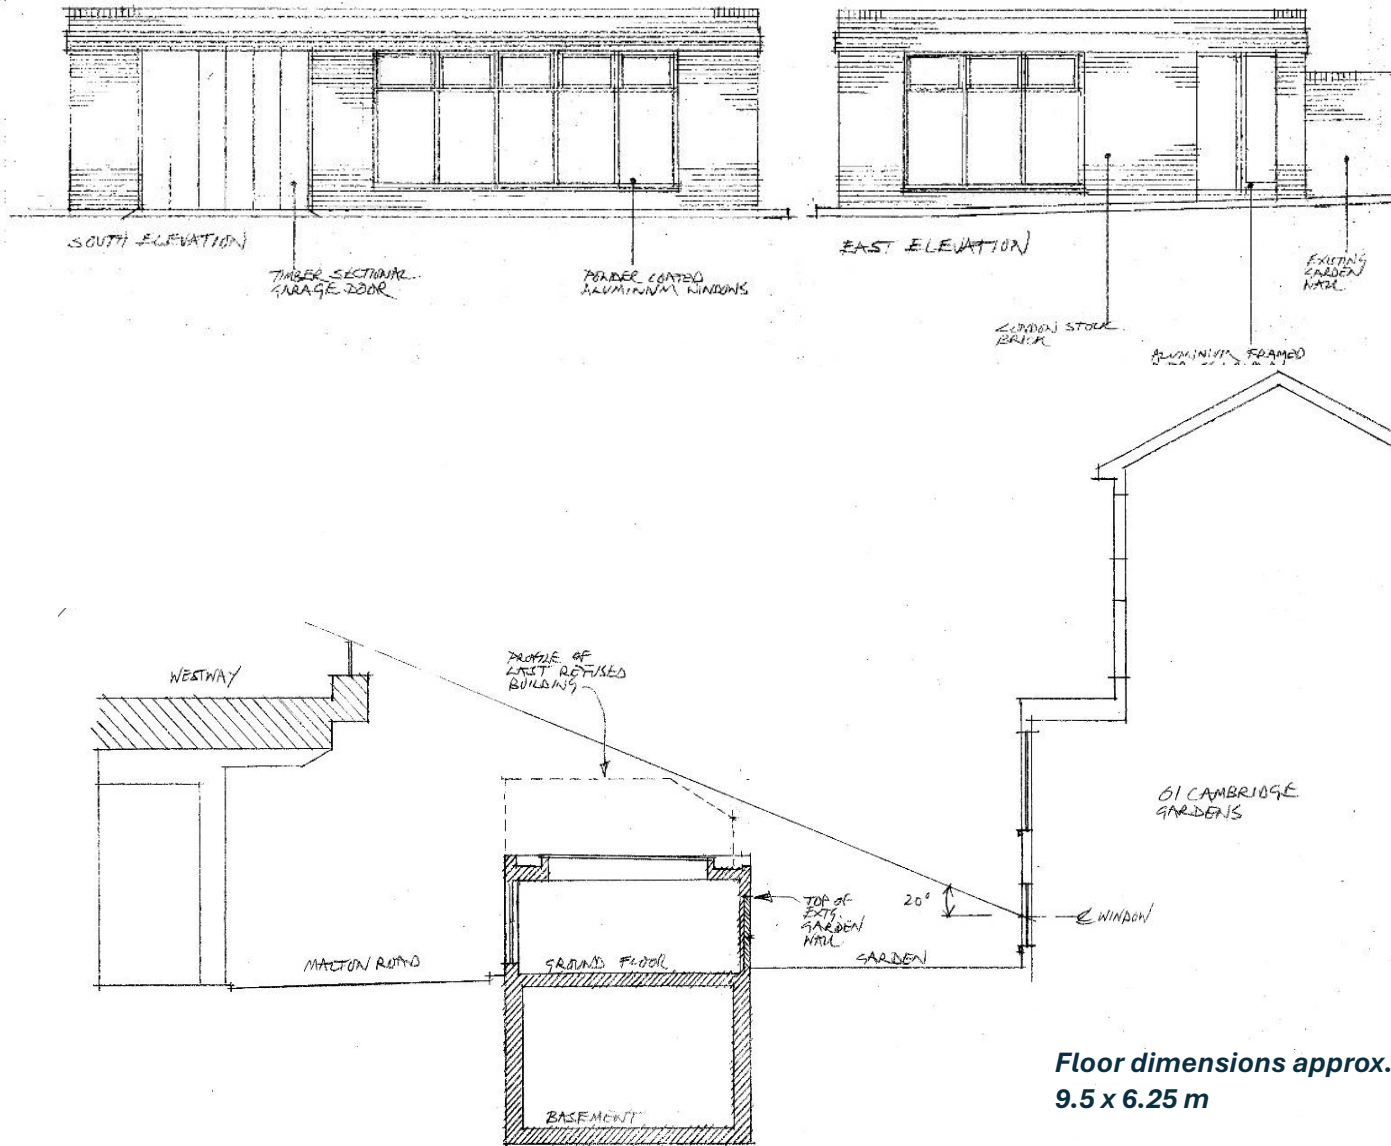 SOUTH ELEVATION
TIMBER SECTIONAL
GARAGE DOOR
POWDER COATED
ALUMINIUM WINDOWS
EAST ELEVATION
EXISTING
GARDEN
WALL
LONDON STOCK
BRICK
ALUMINIUM FRAMED
WESTWAY
PROFILE OF
LAST REFUSED
BUILDING
61 CAMBRIDGE
GARDENS
20°
TOP OF
EXTG.
GARDEN
WALL
℄ WINDOW
MALTON ROAD
GROUND FLOOR
GARDEN
BASEMENT
Floor dimensions approx.
9.5 x 6.25 m